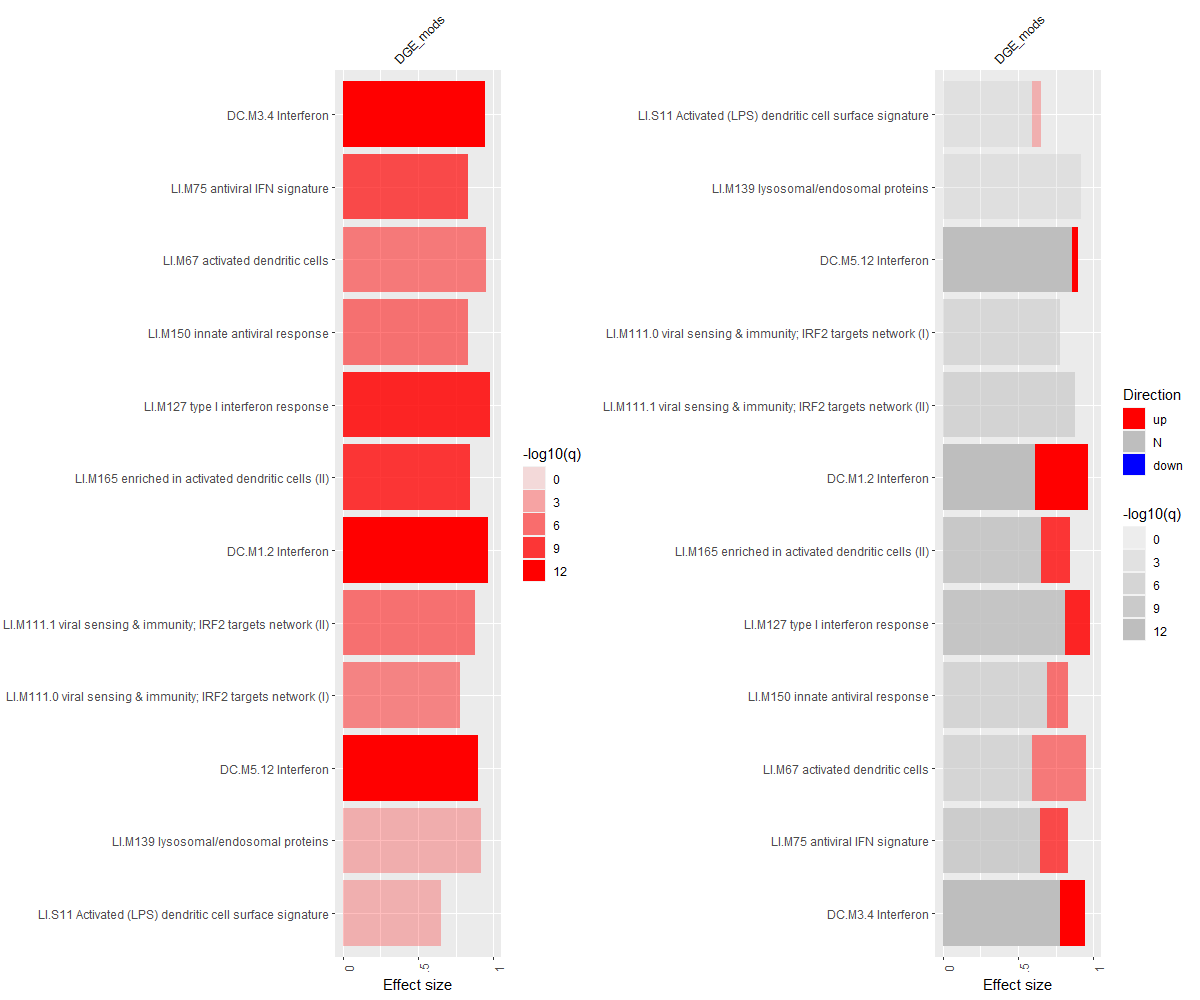 DGE_mods
DC.M3.4 Interferon
LI.M75 antiviral IFN signature
LI.M67 activated dendritic cells
LI.M150 innate antiviral response
LI.M127 type I interferon response
LI.M165 enriched in activated dendritic cells (II)
DC.M1.2 Interferon
LI.M111.1 viral sensing & immunity; IRF2 targets network (II)
LI.M111.0 viral sensing & immunity; IRF2 targets network (I)
DC.M5.12 Interferon
LI.M139 lysosomal/endosomal proteins
LI.S11 Activated (LPS) dendritic cell surface signature
0 .5 1
Effect size
-log10(q)
0
3
6
9
12
DGE_mods
LI.S11 Activated (LPS) dendritic cell surface signature
LI.M139 lysosomal/endosomal proteins
DC.M5.12 Interferon
LI.M111.0 viral sensing & immunity; IRF2 targets network (I)
LI.M111.1 viral sensing & immunity; IRF2 targets network (II)
DC.M1.2 Interferon
LI.M165 enriched in activated dendritic cells (II)
LI.M127 type I interferon response
LI.M150 innate antiviral response
LI.M67 activated dendritic cells
LI.M75 antiviral IFN signature
DC.M3.4 Interferon
0 .5 1
Effect size
Direction
up
N
down
-log10(q)
0
3
6
9
12